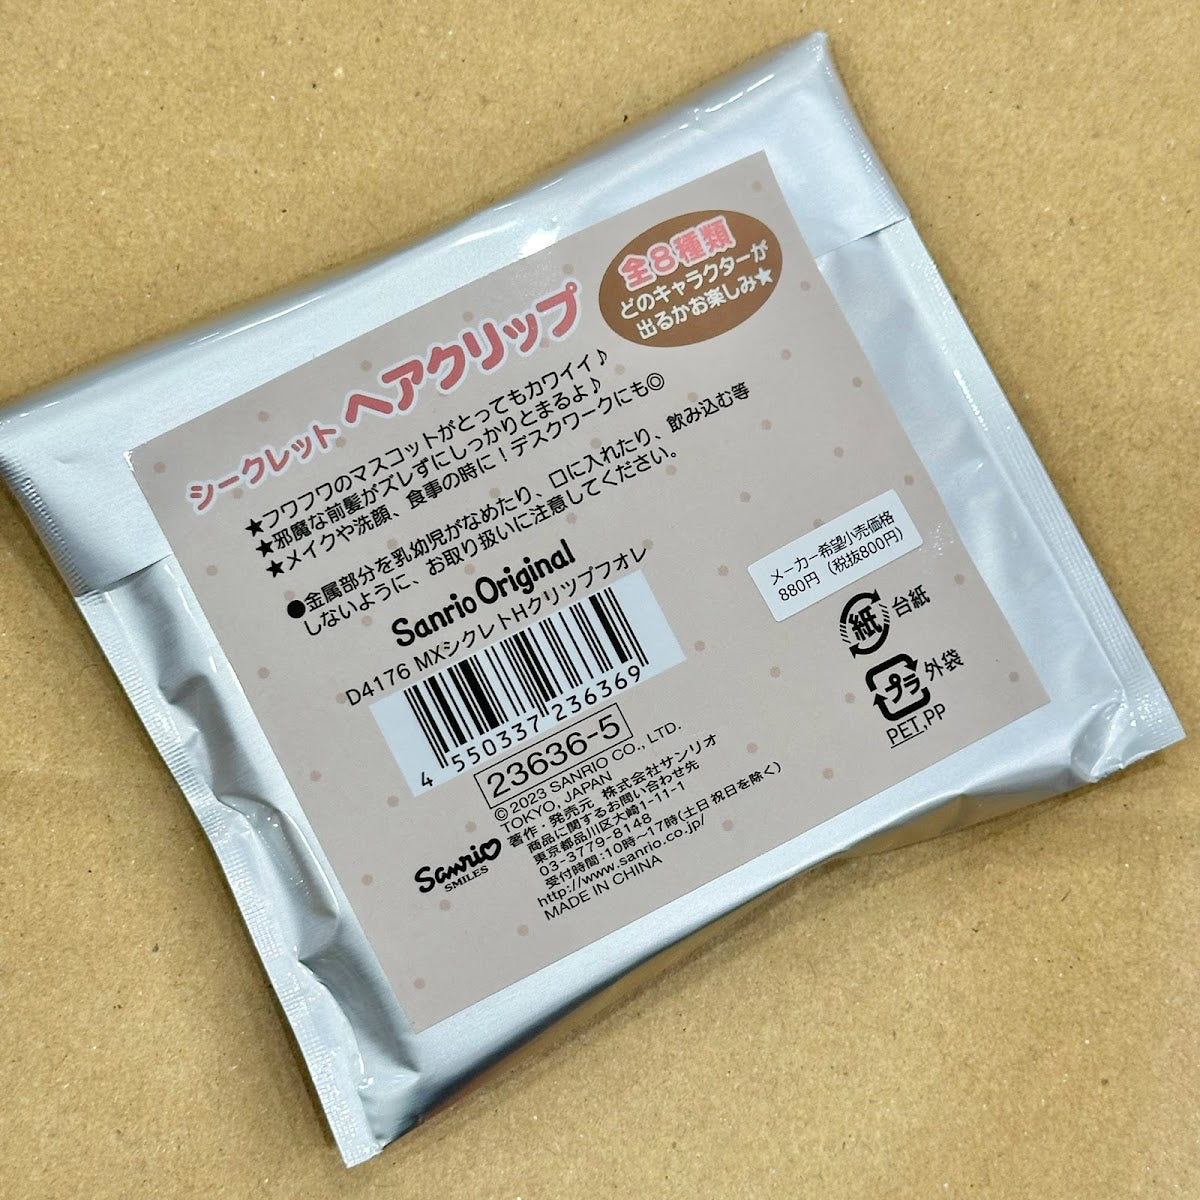 全8種類
どのキャラクターが
出るかお楽しみ★
シークレット ヘアクリップ
★フワフワのマスコットがとってもカワイイ♪
★邪魔な前髪がズレずにしっかりとまるよ♪
★メイクや洗顔、食事の時に！デスクワークにも◎
●金属部分を乳幼児がなめたり、口に入れたり、飲み込む等
しないように、お取り扱いに注意してください。
Sanrio Original
D4176 MXシクレトHクリップフオレ
4 550337 236369
23636-5
© 2023 SANRIO CO., LTD.
TOKYO, JAPAN
著作・発売元 株式会社サンリオ
商品に関するお問い合わせ先
東京都品川区大崎1-11-1
03-3779-8148
受付時間:10時〜17時(土日祝日を除く)
http://www.sanrio.co.jp/
MADE IN CHINA
Sanrio
SMILES
メーカー希望小売価格
880円 (税抜800円)
紙 台紙
プラ 外袋
PET,PP